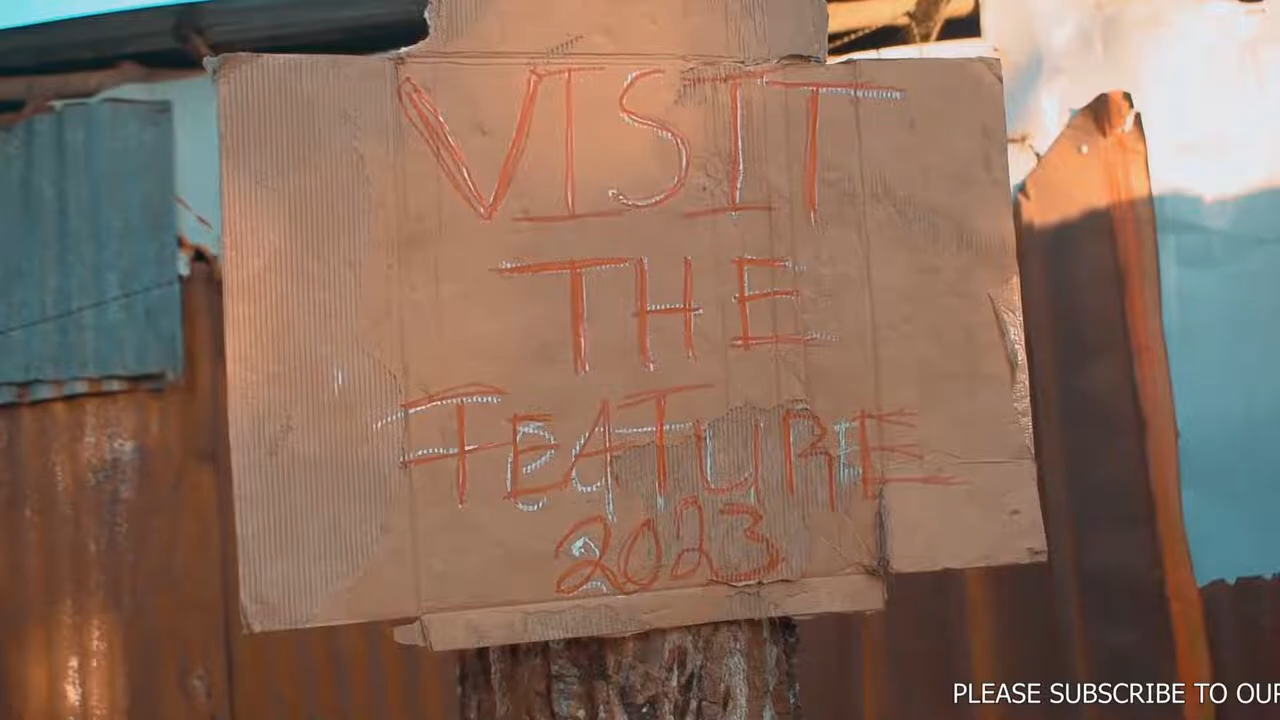 VISIT
THE
FEATURE
2023
PLEASE SUBSCRIBE TO OUR